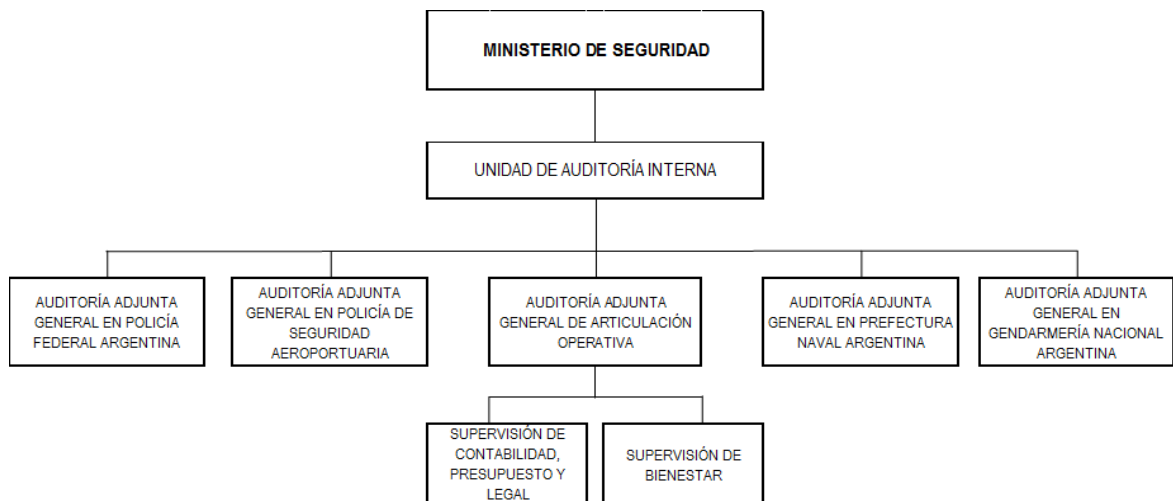 MINISTERIO DE SEGURIDAD
UNIDAD DE AUDITORÍA INTERNA
AUDITORÍA ADJUNTA
GENERAL EN POLICÍA
FEDERAL ARGENTINA
AUDITORÍA ADJUNTA
GENERAL EN POLICÍA DE
SEGURIDAD
AEROPORTUARIA
AUDITORÍA ADJUNTA
GENERAL DE ARTICULACIÓN
OPERATIVA
AUDITORÍA ADJUNTA
GENERAL EN PREFECTURA
NAVAL ARGENTINA
AUDITORÍA ADJUNTA
GENERAL EN
GENDARMERÍA NACIONAL
ARGENTINA
SUPERVISIÓN DE
CONTABILIDAD,
PRESUPUESTO Y
LEGAL
SUPERVISIÓN DE
BIENESTAR